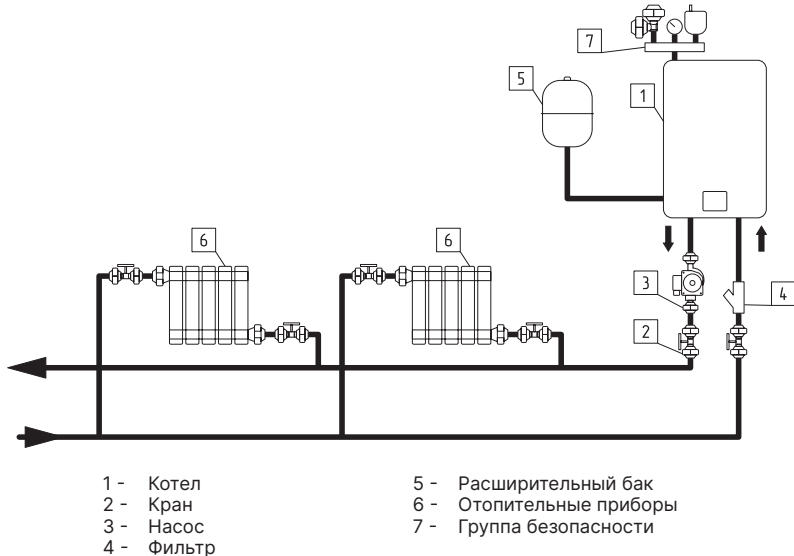 7
5
1
6
6
3
4
2
1 - Котел
2 - Кран
3 - Насос
4 - Фильтр
5 - Расширительный бак
6 - Отопительные приборы
7 - Группа безопасности